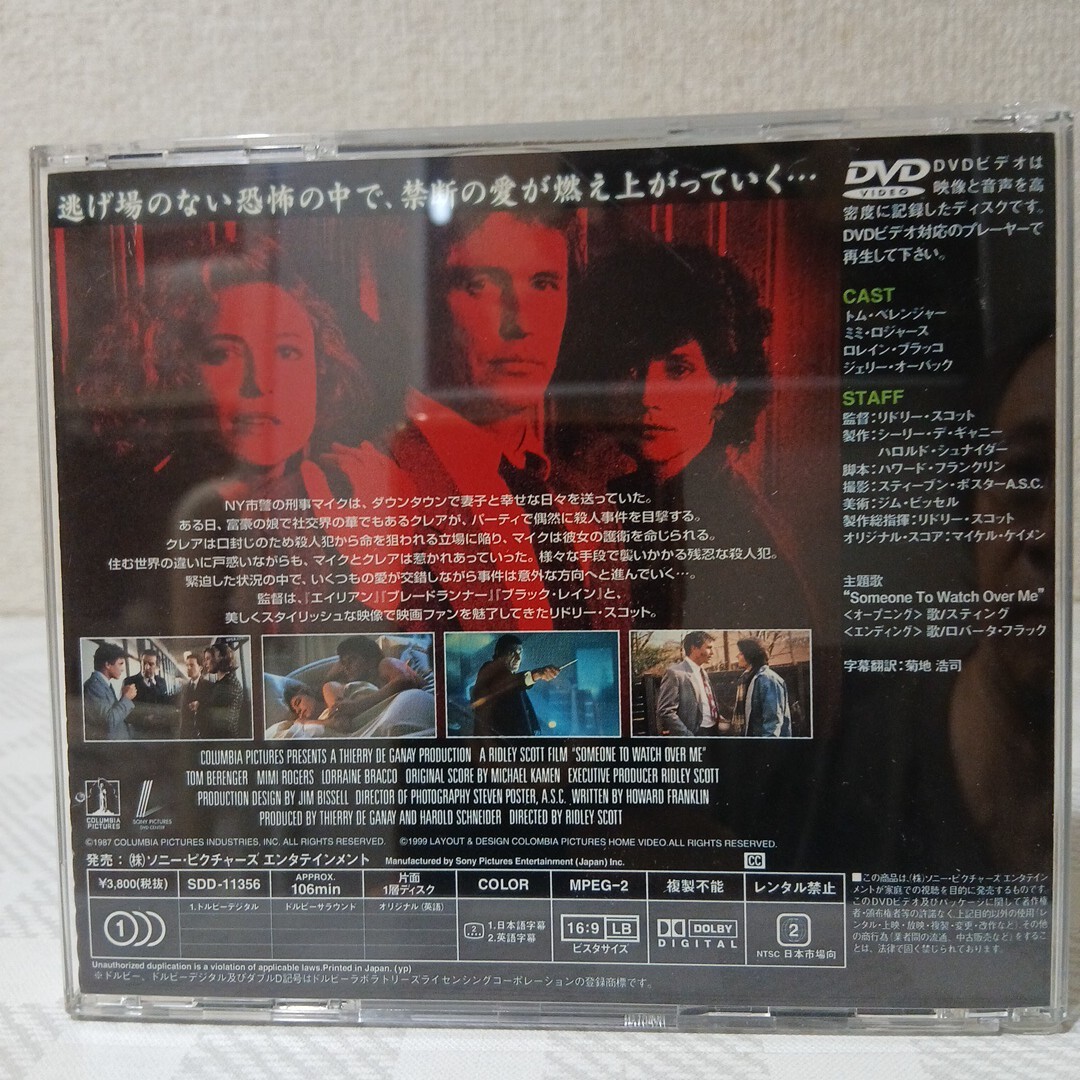 逃げ場のない恐怖の中で、禁断の愛が燃え上がっていく…
NY市警の刑事マイクは、ダウンタウンで妻子と幸せな日々を送っていた。
ある日、富豪の娘で社交界の華でもあるクレアが、パーティで偶然に殺人事件を目撃する。
クレアは口封じのため殺人犯から命を狙われる立場に陥り、マイクは彼女の護衛を命じられる。
住む世界の違いに戸惑いながらも、マイクとクレアは惹かれあっていった。様々な手段で襲いかかる残忍な殺人犯。
緊迫した状況の中で、いくつもの愛が交錯しながら事件は意外な方向へと進んでいく…。
監督は、『エイリアン』『ブレードランナー』『ブラック・レイン』と、
美しくスタイリッシュな映像で映画ファンを魅了してきたリドリー・スコット。
COLUMBIA PICTURES PRESENTS A THIERRY DE GANAY PRODUCTION A RIDLEY SCOTT FILM "SOMEONE TO WATCH OVER ME"
TOM BERENGER MIMI ROGERS LORRAINE BRACCO ORIGINAL SCORE BY MICHAEL KAMEN EXECUTIVE PRODUCER RIDLEY SCOTT
PRODUCTION DESIGN BY JIM BISSELL DIRECTOR OF PHOTOGRAPHY STEVEN POSTER, A.S.C. WRITTEN BY HOWARD FRANKLIN
PRODUCED BY THIERRY DE GANAY AND HAROLD SCHNEIDER DIRECTED BY RIDLEY SCOTT
COLUMBIA
PICTURES
SONY PICTURES
DVD CENTER
©1987 COLUMBIA PICTURES INDUSTRIES, INC. ALL RIGHTS RESERVED. ©1999 LAYOUT & DESIGN COLOMBIA PICTURES HOME VIDEO. ALL RIGHTS RESERVED.
発売:(株)ソニー・ピクチャーズ エンタテインメント Manufactured by Sony Pictures Entertainment (Japan) Inc.
CC
DVD
VIDEO
DVDビデオは
映像と音声を高
密度に記録したディスクです。
DVDビデオ対応のプレーヤーで
再生して下さい。
CAST
トム・ベレンジャー
ミミ・ロジャース
ロレイン・ブラッコ
ジェリー・オーバック
STAFF
監督:リドリー・スコット
製作:シーリー・デ・ギャニー
ハロルド・シュナイダー
脚本:ハワード・フランクリン
撮影:スティーブン・ポスターA.S.C.
美術:ジム・ビッセル
製作総指揮:リドリー・スコット
オリジナル・スコア:マイケル・ケイメン
主題歌
"Someone To Watch Over Me"
<オープニング>歌/スティング
<エンディング>歌/ロバータ・フラック
字幕翻訳:菊地 浩司
¥3,800(税抜)
SDD-11356
APPROX.
106min
片面
1層ディスク
COLOR
MPEG-2
複製不能
レンタル禁止
1)
1.ドルビーデジタル
ドルビーサラウンド
オリジナル(英語)
2
1.日本語字幕
2.英語字幕
16:9 LB
ビスタサイズ
DOLBY
DIGITAL
2
NTSC 日本市場向
■この商品は、(株)ソニー・ピクチャーズ エンタテイン
メントが家庭での視聴を目的に発売するものです。
このDVDビデオ及びパッケージに関して著作権
者・頒布権者等の許諾なく、上記目的以外の使用(レ
ンタル・上映・放映・複製・変更・改作など)、その
他の商行為(業者間の流通、中古販売など)をするこ
とは、法律で固く禁じられております。
Unauthorized duplication is a violation of applicable laws.Printed in Japan. (yp)
※ドルビー、ドルビーデジタル及びダブルD記号はドルビーラボラトリーズライセンシングコーポレーションの登録商標です。